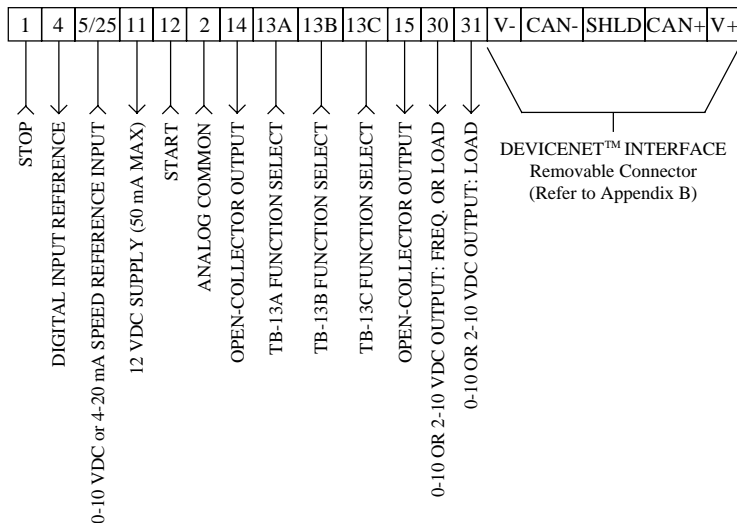 1 4 5/25 11 12 2 14 13A 13B 13C 15 30 31 V- CAN- SHLD CAN+ V+
STOP
DIGITAL INPUT REFERENCE
0-10 VDC or 4-20 mA SPEED REFERENCE INPUT
12 VDC SUPPLY (50 mA MAX)
START
ANALOG COMMON
OPEN-COLLECTOR OUTPUT
TB-13A FUNCTION SELECT
TB-13B FUNCTION SELECT
TB-13C FUNCTION SELECT
OPEN-COLLECTOR OUTPUT
0-10 OR 2-10 VDC OUTPUT: FREQ. OR LOAD
0-10 OR 2-10 VDC OUTPUT: LOAD
DEVICENET™ INTERFACE
Removable Connector
(Refer to Appendix B)